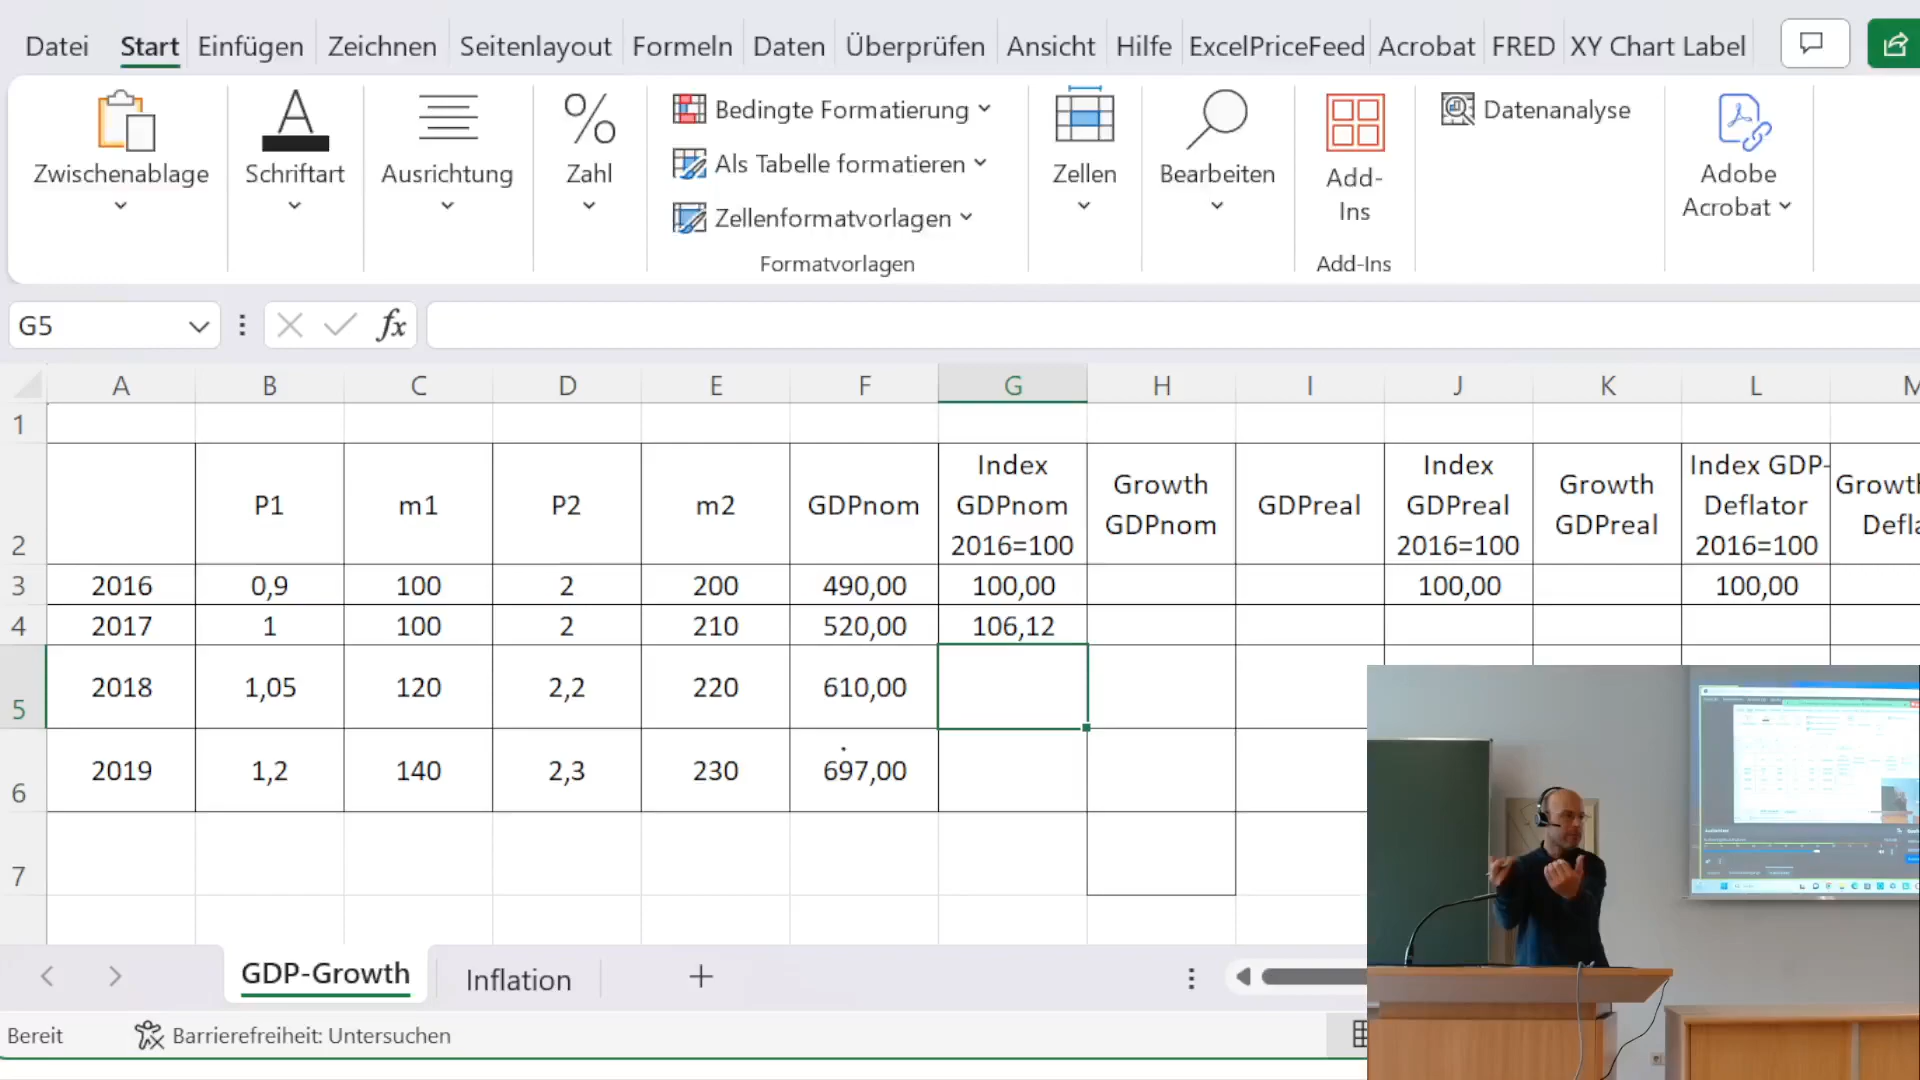 Datei Start Einfügen Zeichnen Seitenlayout Formeln Daten Überprüfen Ansicht Hilfe ExcelPriceFeed Acrobat FRED XY Chart Label
Zwischenablage
Schriftart
Ausrichtung
Zahl
Bedingte Formatierung
Als Tabelle formatieren
Zellenformatvorlagen
Formatvorlagen
Zellen
Bearbeiten
Add-
Ins
Add-Ins
Datenanalyse
Adobe
Acrobat
G5 fx
A B C D E F G H I J K L M
1
2 P1 m1 P2 m2 GDPnom Index GDPnom 2016=100 Growth GDPnom GDPreal Index GDPreal 2016=100 Growth GDPreal Index GDP-Deflator 2016=100 Growth Defla
3 2016 0,9 100 2 200 490,00 100,00 100,00 100,00
4 2017 1 100 2 210 520,00 106,12
5 2018 1,05 120 2,2 220 610,00
6 2019 1,2 140 2,3 230 697,00
7
GDP-Growth Inflation +
Bereit Barrierefreiheit: Untersuchen